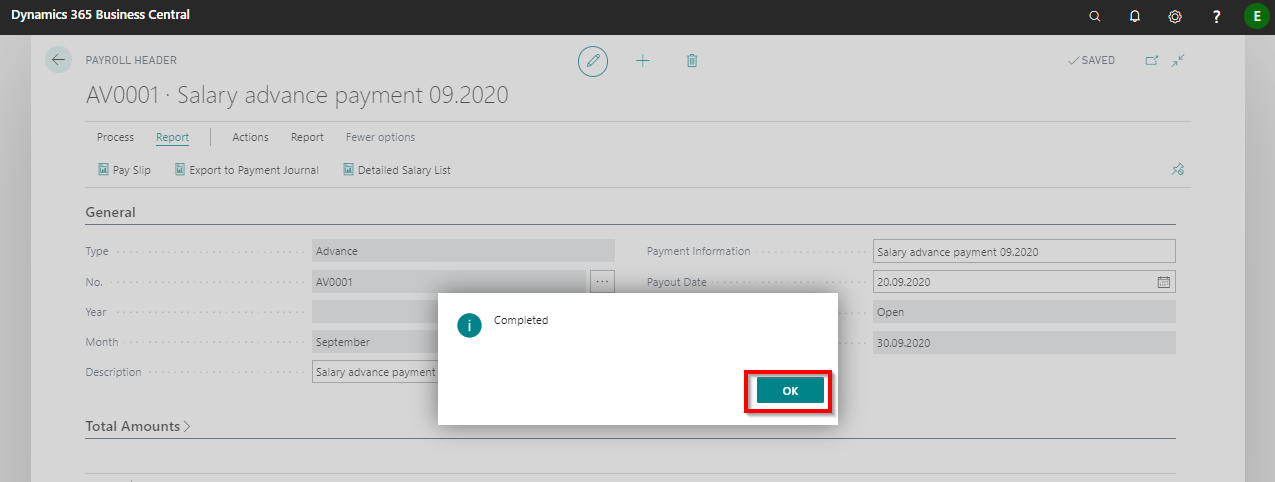 Dynamics 365 Business Central
? E
PAYROLL HEADER
SAVED
AV0001 · Salary advance payment 09.2020
Process Report Actions Report Fewer options
Pay Slip Export to Payment Journal Detailed Salary List
General
Type Advance Payment Information Salary advance payment 09.2020
No. AV0001 ... Payout Date 20.09.2020
Year Open
Month September 30.09.2020
Description Salary advance payment
Completed
OK
Total Amounts